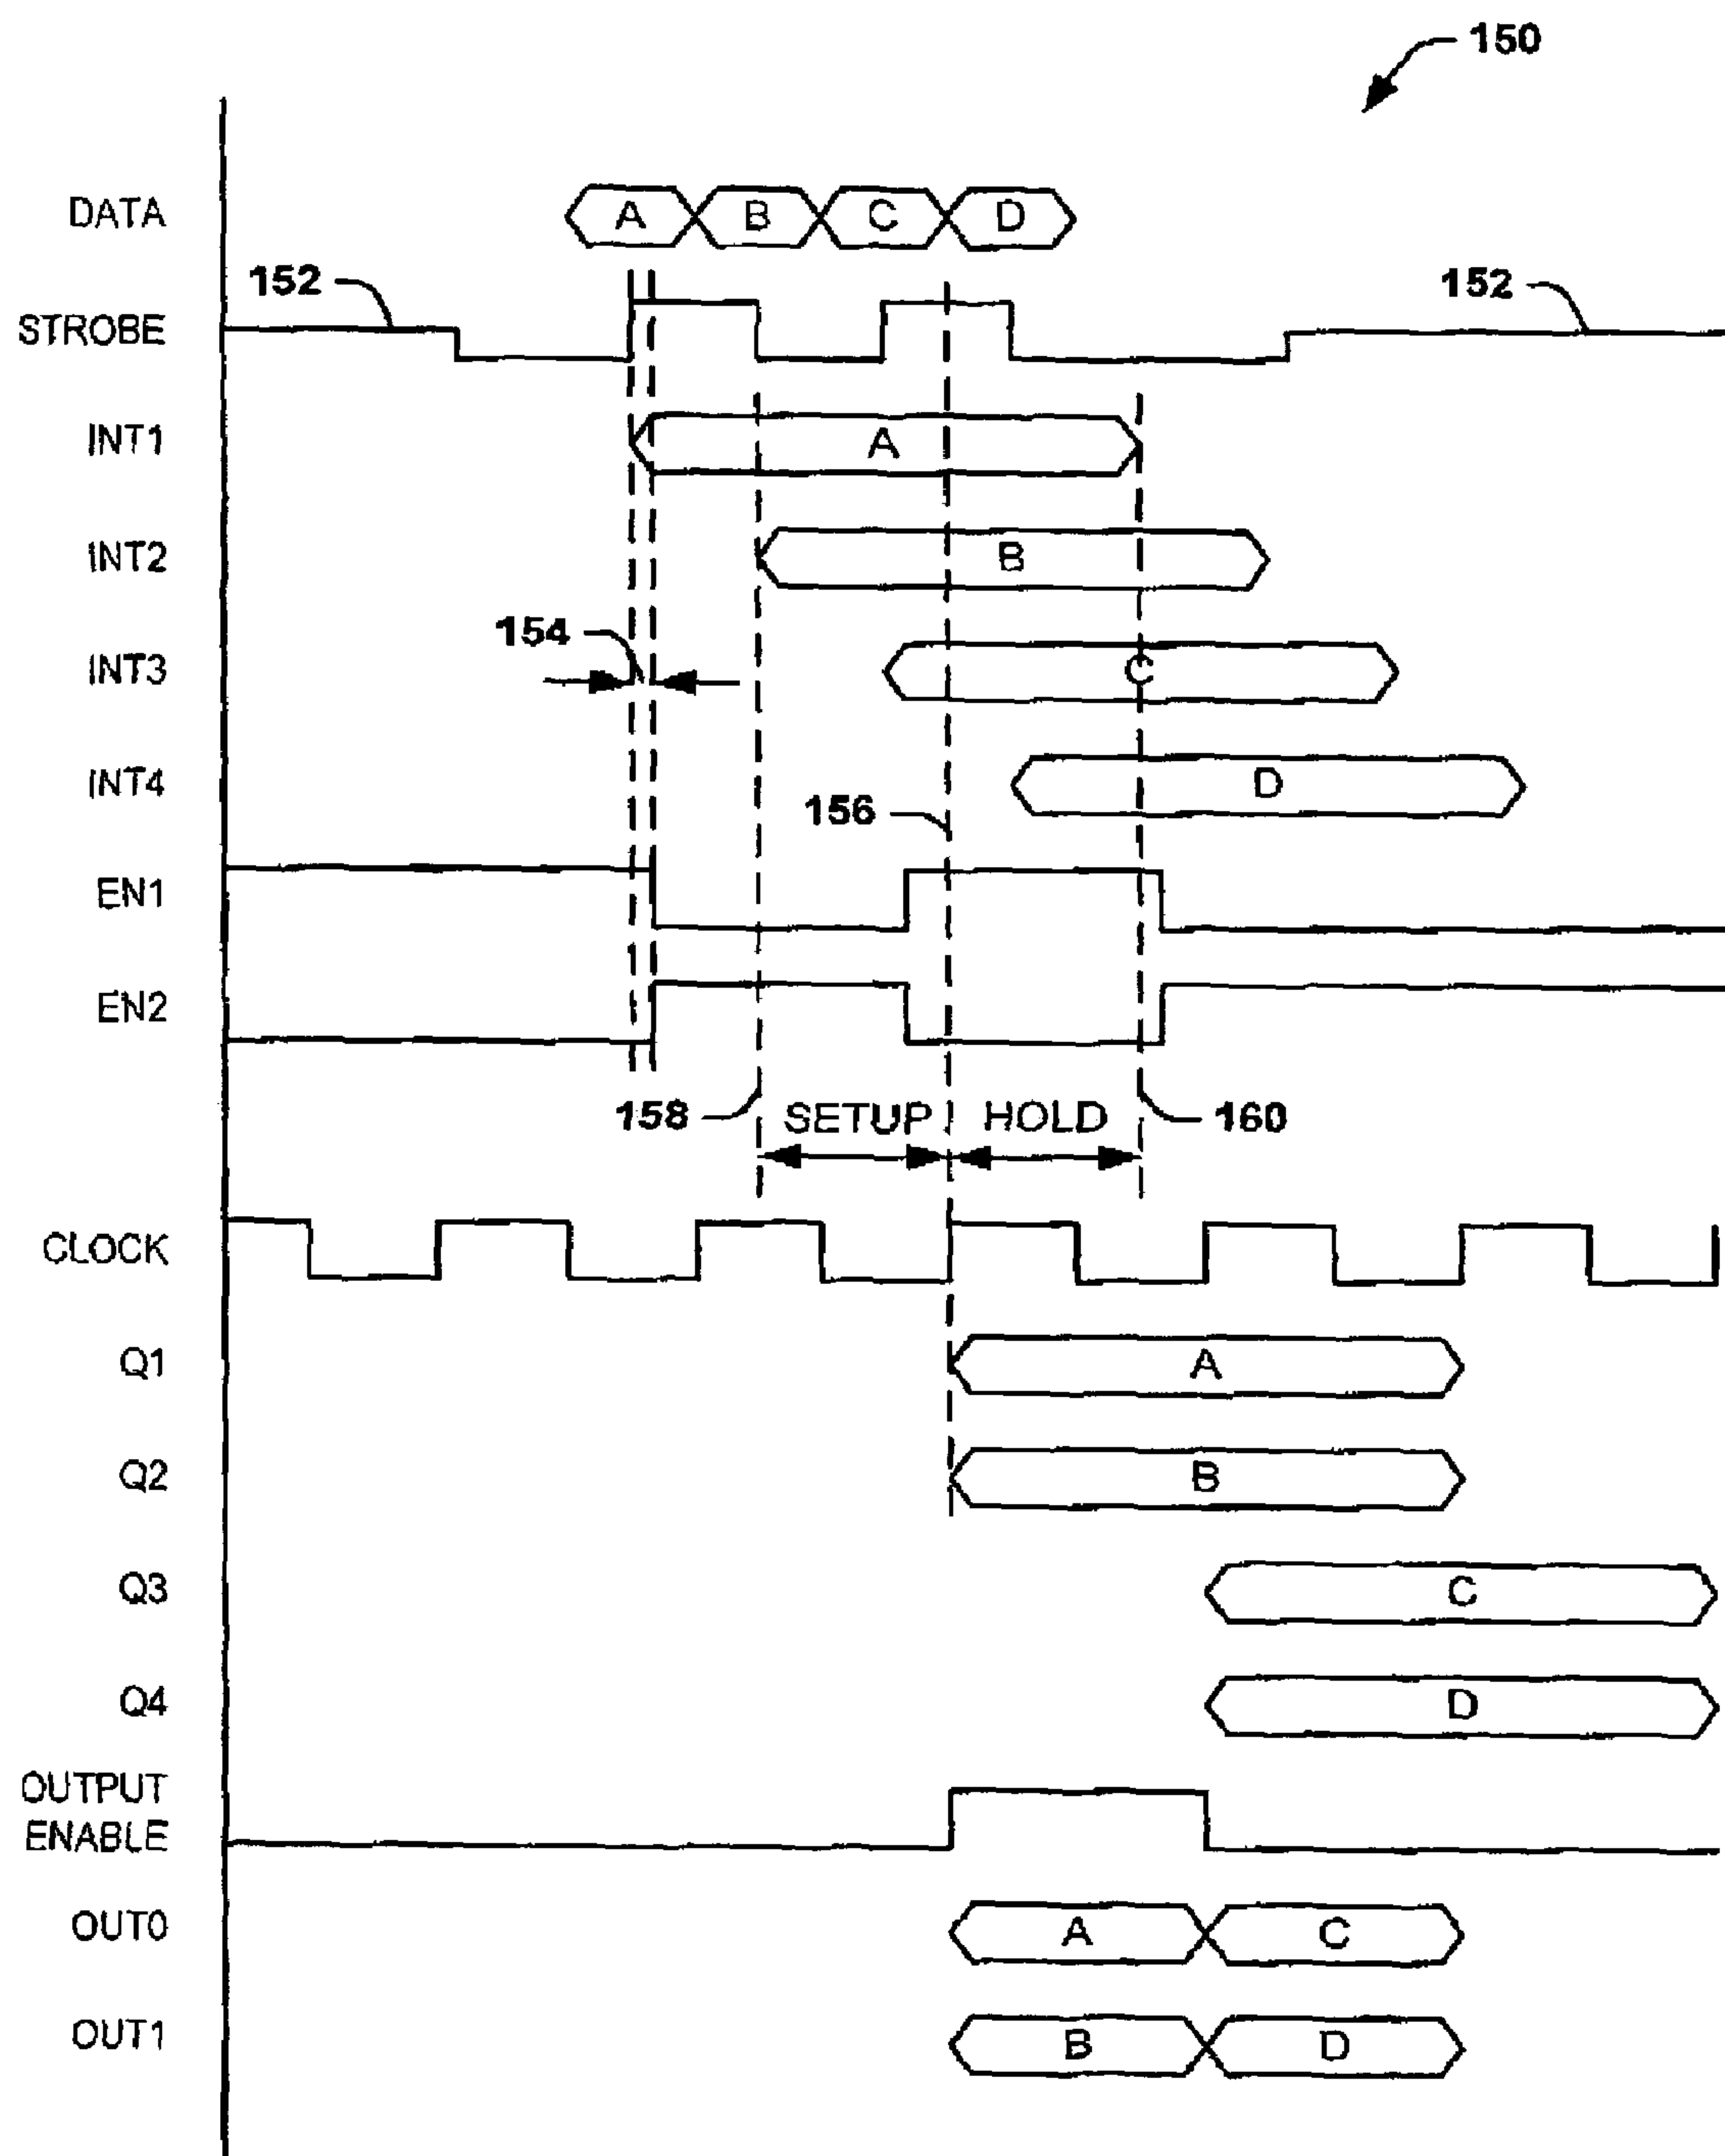 150
DATA A B C D
152 152
STROBE
INT1 A
INT2 B
154
INT3 C
INT4 D
156
EN1
EN2
158 SETUP HOLD 160
CLOCK
Q1 A
Q2 B
Q3 C
Q4 D
OUTPUT
ENABLE
OUT0 A C
OUT1 B D